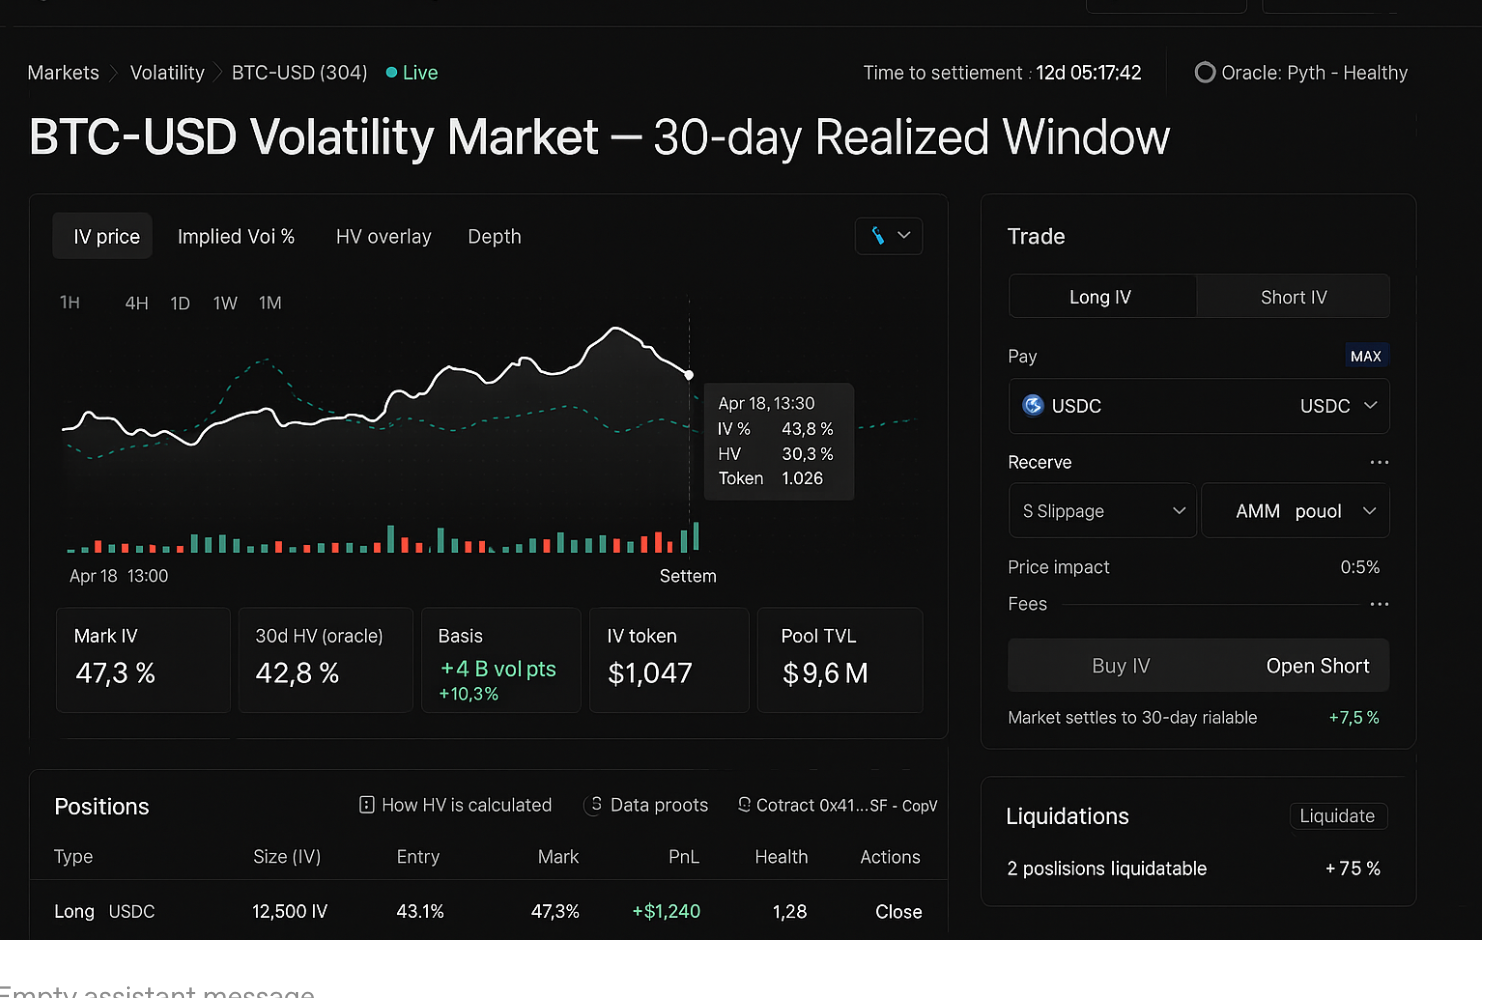 Markets > Volatility > BTC-USD (304) Live
Time to settiement : 12d 05:17:42
Oracle: Pyth - Healthy
BTC-USD Volatility Market – 30-day Realized Window
IV price Implied Voi % HV overlay Depth
1H 4H 1D 1W 1M
Apr 18, 13:30
IV % 43,8 %
HV 30,3 %
Token 1.026
Apr 18 13:00 Settem
Mark IV
47,3 %
30d HV (oracle)
42,8 %
Basis
+4 B vol pts
+10,3%
IV token
$1,047
Pool TVL
$9,6 M
Trade
Long IV Short IV
Pay MAX
USDC USDC
Recerve ...
S Slippage AMM pouol
Price impact 0:5%
Fees ...
Buy IV Open Short
Market settles to 30-day rialable +7,5 %
Positions How HV is calculated Data proots Cotract 0x41...SF - CopV
Type Size (IV) Entry Mark PnL Health Actions
Long USDC 12,500 IV 43.1% 47,3% +$1,240 1,28 Close
Liquidations Liquidate
2 poslisions liquidatable +75 %
Empty assistant message